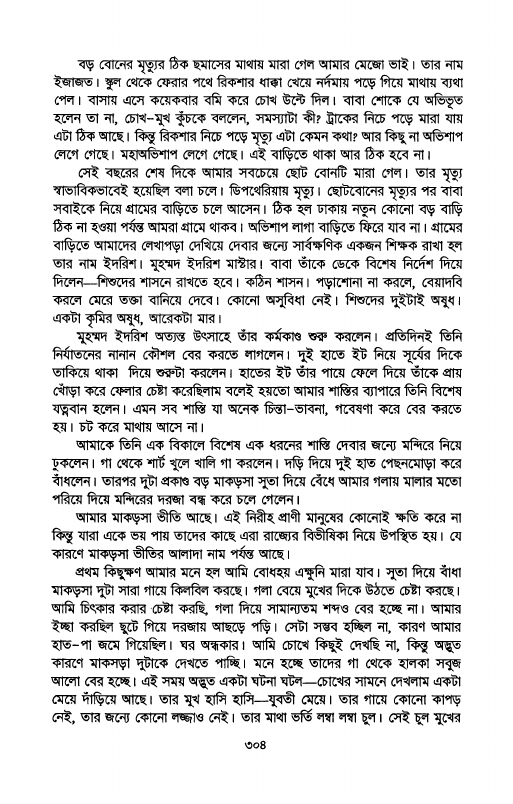 বড় বোনের মৃত্যুর ঠিক ছমাসের মাথায় মারা গেল আমার মেজো ভাই। তার নাম
ইজাজত। স্কুল থেকে ফেরার পথে রিকশার ধাক্কা খেয়ে নর্দমায় পড়ে গিয়ে মাথায় ব্যথা
পেল। বাসায় এসে কয়েকবার বমি করে চোখ উল্টে দিল। বাবা শোকে যে অভিভূত
হলেন তা না, চোখ-মুখ কুঁচকে বললেন, সমস্যাটা কী? ট্রাকের নিচে পড়ে মারা যায়
এটা ঠিক আছে। কিন্তু রিকশার নিচে পড়ে মৃত্যু এটা কেমন কথা? আর কিছু না অভিশাপ
লেগে গেছে। মহাঅভিশাপ লেগে গেছে। এই বাড়িতে থাকা আর ঠিক হবে না।
সেই বছরের শেষ দিকে আমার সবচেয়ে ছোট বোনটি মারা গেল। তার মৃত্যু
স্বাভাবিকভাবেই হয়েছিল বলা চলে। ডিপথেরিয়ায় মৃত্যু। ছোটবোনের মৃত্যুর পর বাবা
সবাইকে নিয়ে গ্রামের বাড়িতে চলে আসেন। ঠিক হল ঢাকায় নতুন কোনো বড় বাড়ি
ঠিক না হওয়া পর্যন্ত আমরা গ্রামে থাকব। অভিশাপ লাগা বাড়িতে ফিরে যাব না। গ্রামের
বাড়িতে আমাদের লেখাপড়া দেখিয়ে দেবার জন্যে সার্বক্ষণিক একজন শিক্ষক রাখা হল
তার নাম ইদরিশ। মুহম্মদ ইদরিশ মাস্টার। বাবা তাঁকে ডেকে বিশেষ নির্দেশ দিয়ে
দিলেন—শিশুদের শাসনে রাখতে হবে। কঠিন শাসন। পড়াশোনা না করলে, বেয়াদবি
করলে মেরে তক্তা বানিয়ে দেবে। কোনো অসুবিধা নেই। শিশুদের দুইটাই অষুধ।
একটা কৃমির অষুধ, আরেকটা মার।
মুহম্মদ ইদরিশ অত্যন্ত উৎসাহে তাঁর কর্মকাণ্ড শুরু করলেন। প্রতিদিনই তিনি
নির্যাতনের নানান কৌশল বের করতে লাগলেন। দুই হাতে ইট নিয়ে সূর্যের দিকে
তাকিয়ে থাকা দিয়ে শুরুটা করলেন। হাতের ইট তাঁর পায়ে ফেলে দিয়ে তাঁকে প্রায়
খোঁড়া করে ফেলার চেষ্টা করেছিলাম বলেই হয়তো আমার শাস্তির ব্যাপারে তিনি বিশেষ
যত্নবান হলেন। এমন সব শাস্তি যা অনেক চিন্তা-ভাবনা, গবেষণা করে বের করতে
হয়। চট করে মাথায় আসে না।
আমাকে তিনি এক বিকালে বিশেষ এক ধরনের শাস্তি দেবার জন্যে মন্দিরে নিয়ে
ঢুকলেন। গা থেকে শার্ট খুলে খালি গা করলেন। দড়ি দিয়ে দুই হাত পেছনমোড়া করে
বাঁধলেন। তারপর দুটা প্রকাণ্ড বড় মাকড়সা সুতা দিয়ে বেঁধে আমার গলায় মালার মতো
পরিয়ে দিয়ে মন্দিরের দরজা বন্ধ করে চলে গেলেন।
আমার মাকড়সা ভীতি আছে। এই নিরীহ প্রাণী মানুষের কোনোই ক্ষতি করে না
কিন্তু যারা একে ভয় পায় তাদের কাছে এরা রাজ্যের বিভীষিকা নিয়ে উপস্থিত হয়। যে
কারণে মাকড়সা ভীতির আলাদা নাম পর্যন্ত আছে।
প্রথম কিছুক্ষণ আমার মনে হল আমি বোধহয় এক্ষুনি মারা যাব। সুতা দিয়ে বাঁধা
মাকড়সা দুটা সারা গায়ে কিলবিল করছে। গলা বেয়ে মুখের দিকে উঠতে চেষ্টা করছে।
আমি চিৎকার করার চেষ্টা করছি, গলা দিয়ে সামান্যতম শব্দও বের হচ্ছে না। আমার
ইচ্ছা করছিল ছুটে গিয়ে দরজায় আছড়ে পড়ি। সেটা সম্ভব হচ্ছিল না, কারণ আমার
হাত-পা জমে গিয়েছিল। ঘর অন্ধকার। আমি চোখে কিছুই দেখছি না, কিন্তু অদ্ভুত
কারণে মাকসড়া দুটাকে দেখতে পাচ্ছি। মনে হচ্ছে তাদের গা থেকে হালকা সবুজ
আলো বের হচ্ছে। এই সময় অদ্ভুত একটা ঘটনা ঘটল—চোখের সামনে দেখলাম একটা
মেয়ে দাঁড়িয়ে আছে। তার মুখ হাসি হাসি—যুবতী মেয়ে। তার গায়ে কোনো কাপড়
নেই, তার জন্যে কোনো লজ্জাও নেই। তার মাথা ভর্তি লম্বা লম্বা চুল। সেই চুল মুখের
৩০৪